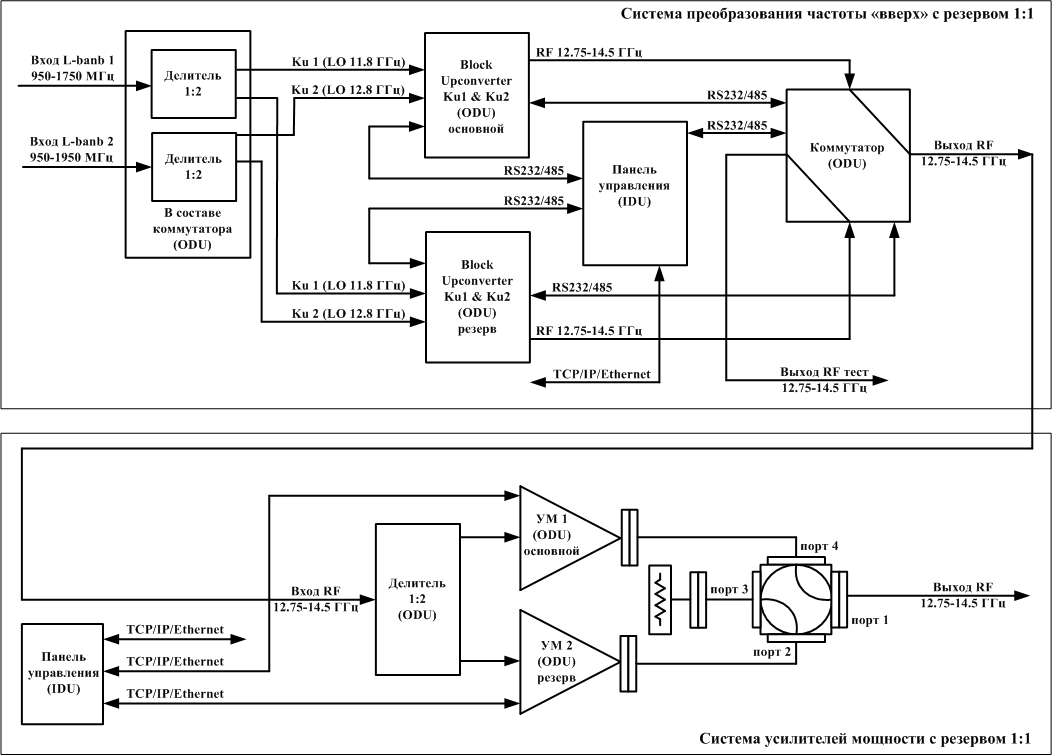 Система преобразования частоты «вверх» с резервом 1:1
Вход L-banb 1
950-1750 МГц
Вход L-banb 2
950-1950 МГц
Делитель
1:2
Делитель
1:2
В составе
коммутатора
(ODU)
Ku 1 (LO 11.8 ГГц)
Ku 2 (LO 12.8 ГГц)
Ku 1 (LO 11.8 ГГц)
Ku 2 (LO 12.8 ГГц)
Block
Upconverter
Ku1 & Ku2
(ODU)
основной
RS232/485
RS232/485
Block
Upconverter
Ku1 & Ku2
(ODU)
резерв
RF 12.75-14.5 ГГц
RS232/485
RS232/485
Панель
управления
(IDU)
RS232/485
RF 12.75-14.5 ГГц
TCP/IP/Ethernet
Коммутатор
(ODU)
Выход RF
12.75-14.5 ГГц
Выход RF тест
12.75-14.5 ГГц
Вход RF
12.75-14.5 ГГц
Делитель
1:2
(ODU)
УМ 1
(ODU)
основной
УМ 2
(ODU)
резерв
порт 4
порт 3
порт 1
порт 2
Выход RF
12.75-14.5 ГГц
Панель
управления
(IDU)
TCP/IP/Ethernet
TCP/IP/Ethernet
TCP/IP/Ethernet
Система усилителей мощности с резервом 1:1